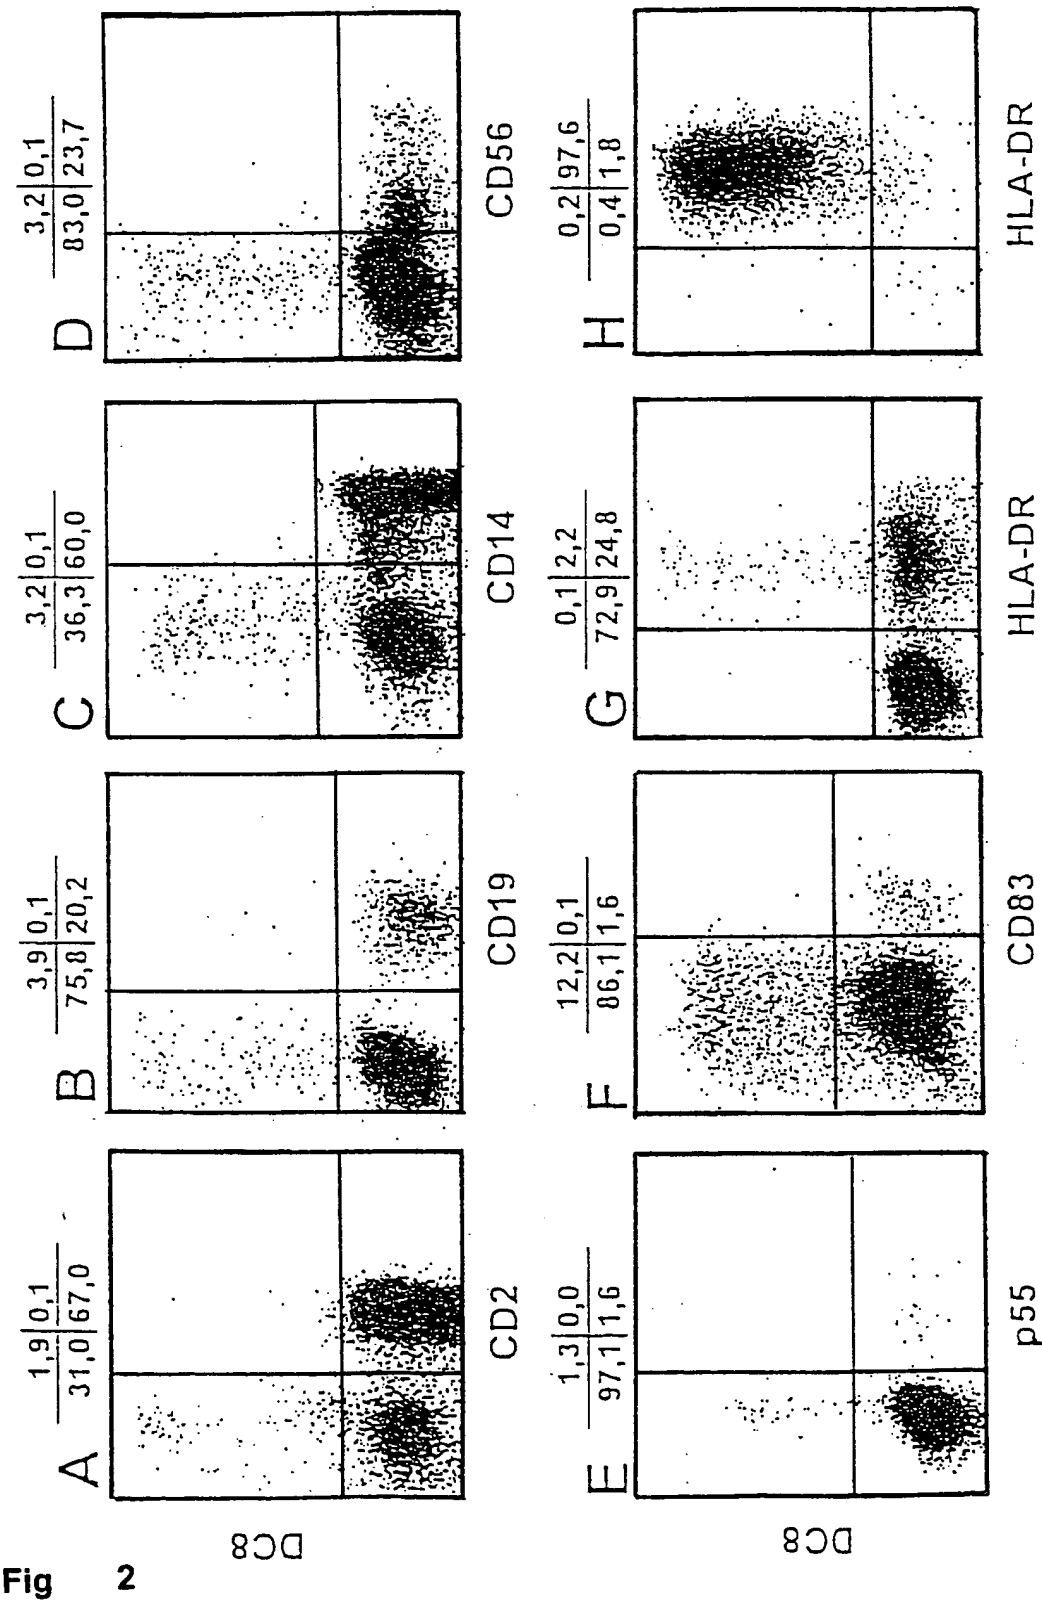 A
1,9|0,1
31,0|67,0
CD2
B
3,9|0,1
75,8|20,2
CD19
C
3,2|0,1
36,3|60,0
CD14
D
3,2|0,1
83,0|23,7
CD56
DC8
E
1,3|0,0
97,1|1,6
p55
F
12,2|0,1
86,1|1,6
CD83
G
0,1|2,2
72,9|24,8
HLA-DR
H
0,2|97,6
0,4|1,8
HLA-DR
DC8
Fig 2